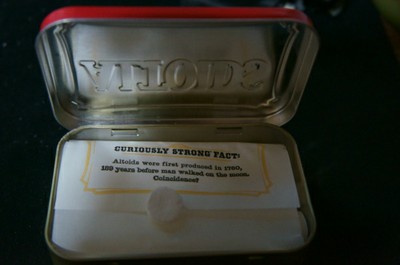 ALTOIDS
CURIOUSLY STRONG FACT:
Altoids were first produced in 1780,
189 years before man walked on the moon.
Coincidence?